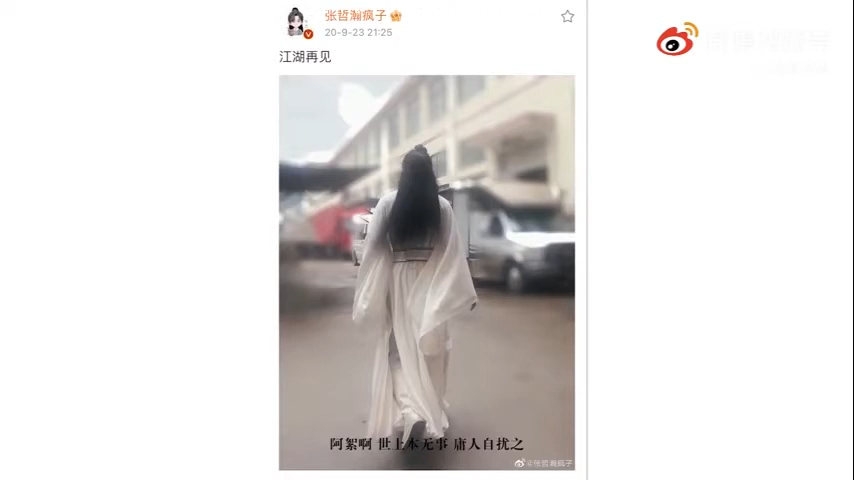 张哲瀚疯子
20-9-23 21:25
江湖再见
阿絮啊 世上本无事 庸人自扰之
@张哲瀚疯子